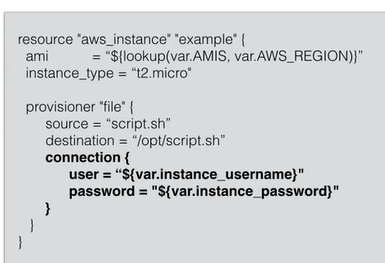 resource "aws_instance" "example" {
ami = “${lookup(var.AMIS, var.AWS_REGION)}”
instance_type = “t2.micro"
provisioner "file" {
source = “script.sh”
destination = “/opt/script.sh”
connection {
user = “${var.instance_username}"
password = "${var.instance_password}"
}
}
}